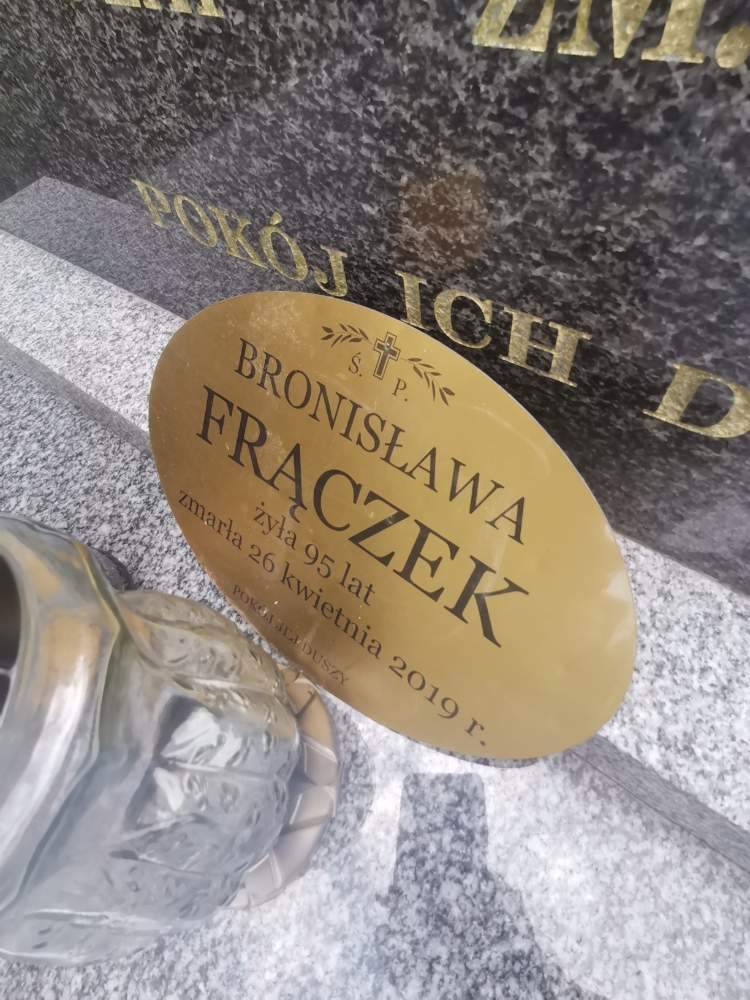 ZM.
POKÓJ ICH D
Ś. P.
BRONISŁAWA
FRĄCZEK
żyła 95 lat
zmarła 26 kwietnia 2019 r.
POKÓJ JEJ DUSZY